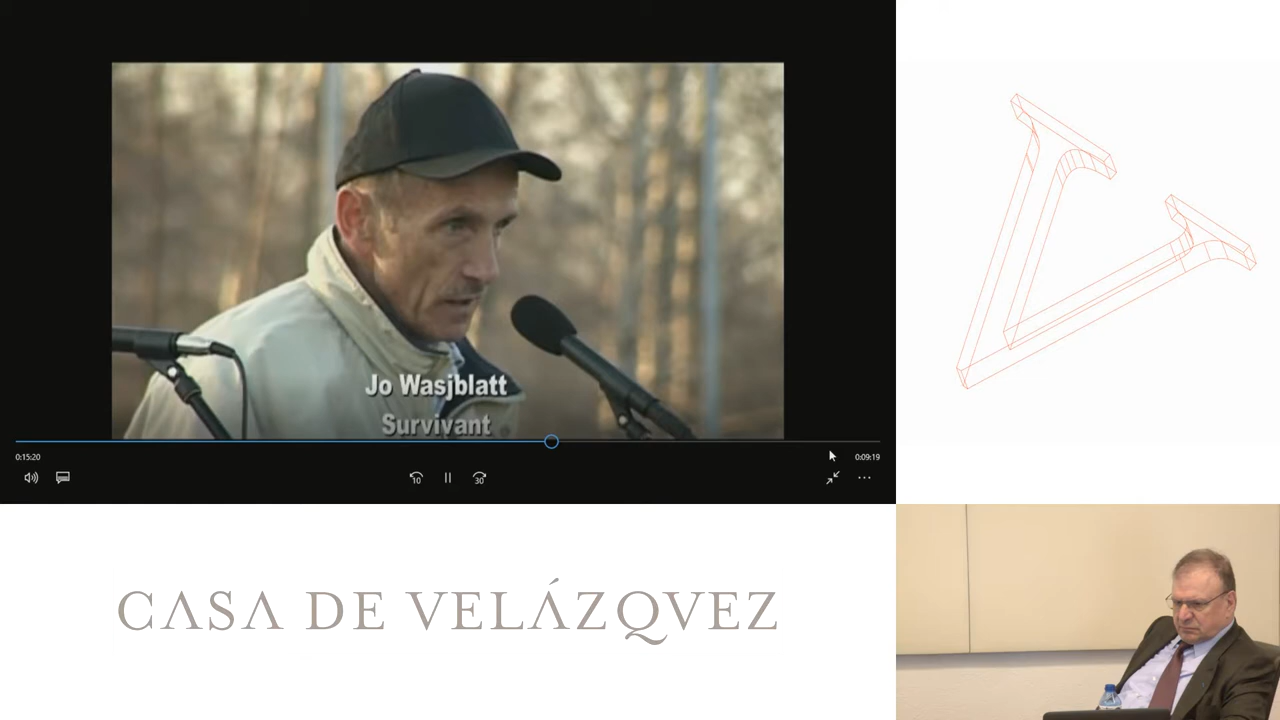 Jo Wasjblatt
Survivant
0:15:20
0:09:19
10
30
CASA DE VELÁZQVEZ